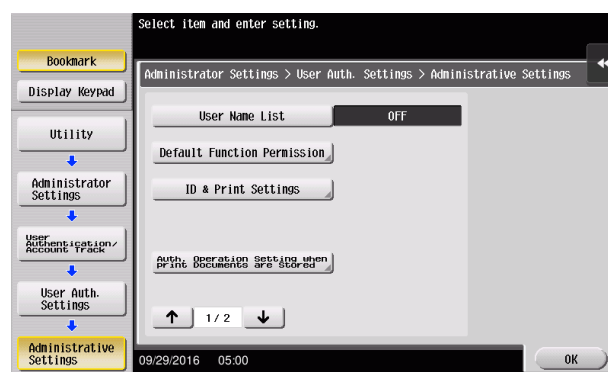 Select item and enter setting.
Bookmark
Display Keypad
Utility
Administrator
Settings
User
Authentication/
Account Track
User Auth.
Settings
Administrative
Settings
Administrator Settings > User Auth. Settings > Administrative Settings
User Name List
OFF
Default Function Permission
ID & Print Settings
Auth. Operation Setting when
print Documents are Stored
1/ 2
09/29/2016 05:00
OK